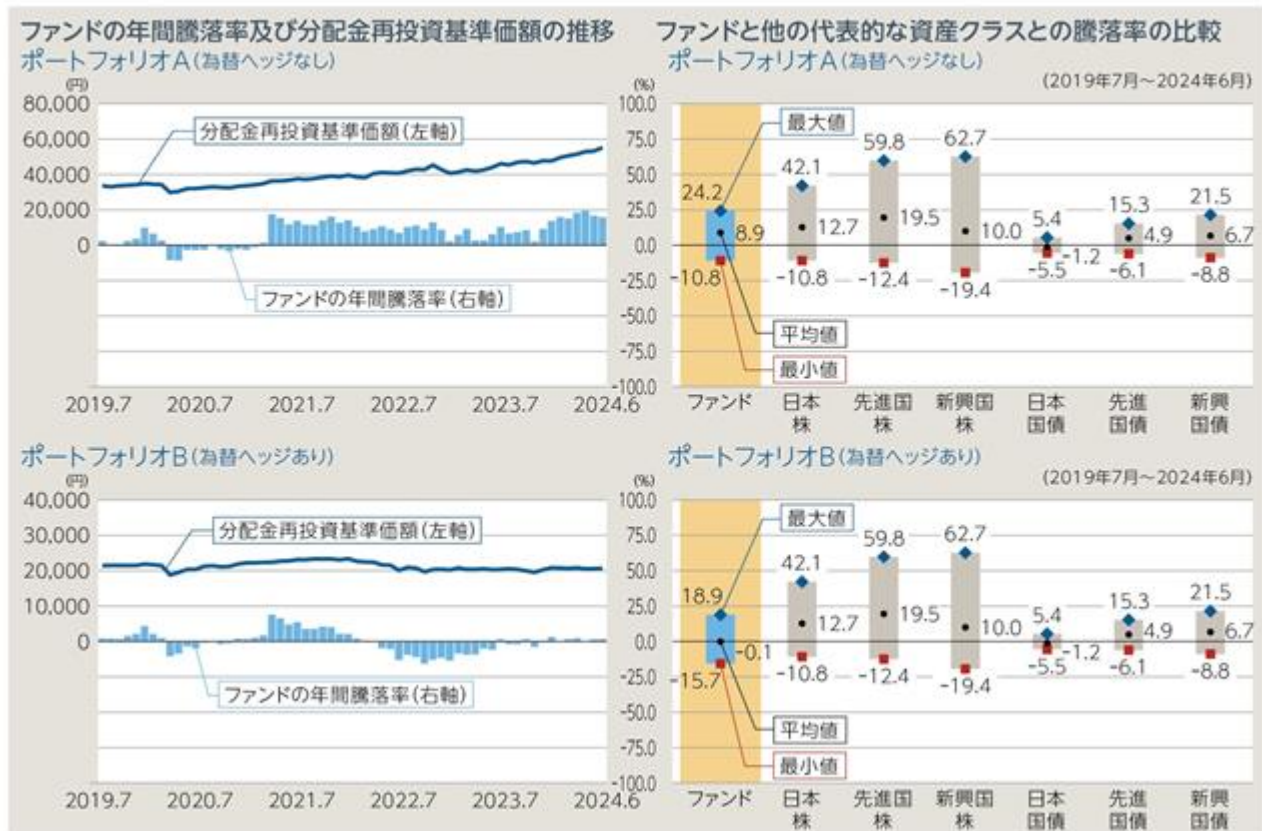 ファンドの年間騰落率及び分配金再投資基準価額の推移
ポートフォリオA(為替ヘッジなし)
(円)
(%)
80,000
60,000
40,000
20,000
0
100.0
75.0
50.0
25.0
0.0
-25.0
-50.0
-75.0
-100.0
分配金再投資基準価額(左軸)
ファンドの年間騰落率(右軸)
2019.7 2020.7 2021.7 2022.7 2023.7 2024.6
ファンドと他の代表的な資産クラスとの騰落率の比較
ポートフォリオA(為替ヘッジなし)
(2019年7月～2024年6月)
最大値
24.2 42.1 59.8 62.7 5.4 15.3 21.5
8.9 12.7 19.5 10.0 -1.2 4.9 6.7
-10.8 -10.8 -12.4 -19.4 -5.5 -6.1 -8.8
平均値
最小値
ファンド 日本株 先進国株 新興国株 日本国債 先進国債 新興国債
ポートフォリオB(為替ヘッジあり)
(円)
(%)
40,000
30,000
20,000
10,000
0
100.0
75.0
50.0
25.0
0.0
-25.0
-50.0
-75.0
-100.0
分配金再投資基準価額(左軸)
ファンドの年間騰落率(右軸)
2019.7 2020.7 2021.7 2022.7 2023.7 2024.6
ポートフォリオB(為替ヘッジあり)
(2019年7月～2024年6月)
最大値
18.9 42.1 59.8 62.7 5.4 15.3 21.5
-0.1 12.7 19.5 10.0 -1.2 4.9 6.7
-15.7 -10.8 -12.4 -19.4 -5.5 -6.1 -8.8
平均値
最小値
ファンド 日本株 先進国株 新興国株 日本国債 先進国債 新興国債